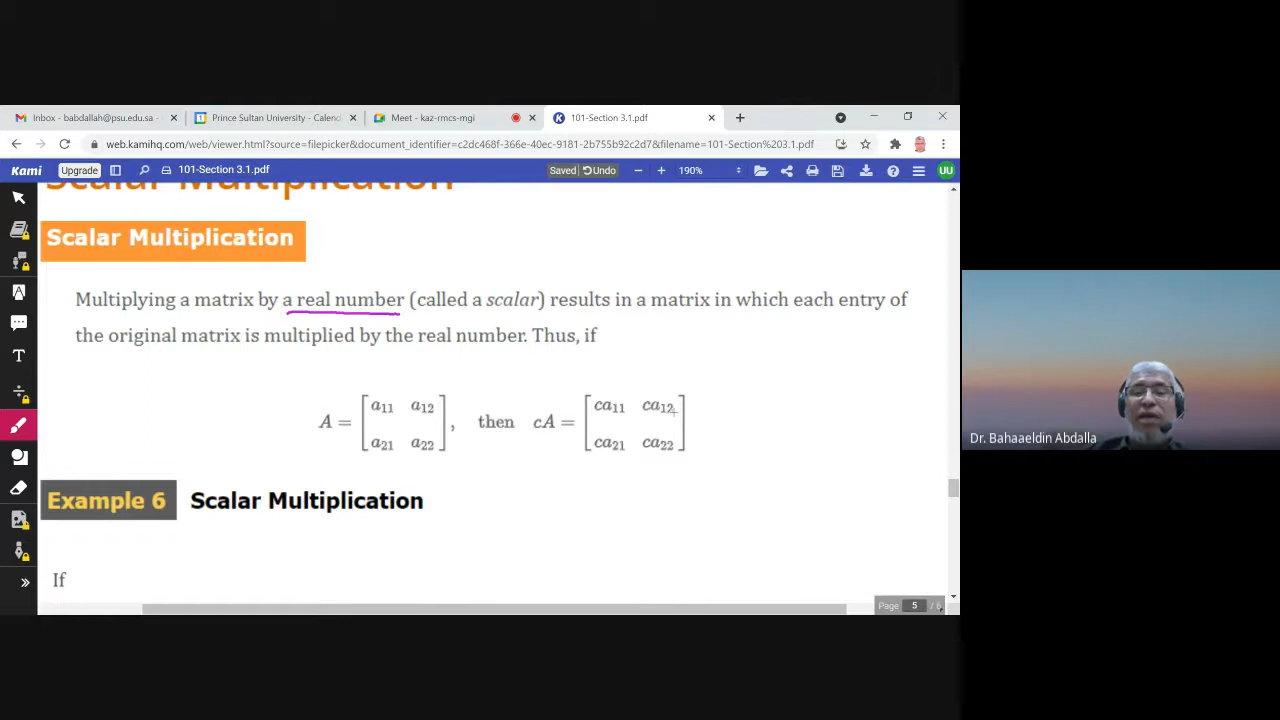 Inbox - babdallah@psu.edu.sa -
Prince Sultan University - Calend
Meet - kaz-rmcs-mgi
101-Section 3.1.pdf
web.kamihq.com/web/viewer.html?source=filepicker&document_identifier=c2dc468f-366e-40ec-9181-2b755b92c2d7&filename=101-Section%203.1.pdf
Kami
Upgrade
101-Section 3.1.pdf
Saved
Undo
190%
UU
Scalar Multiplication
Scalar Multiplication
Multiplying a matrix by a real number (called a scalar) results in a matrix in which each entry of
the original matrix is multiplied by the real number. Thus, if
A = [a11 a12
a21 a22], then cA = [ca11 ca12
ca21 ca22]
Example 6 Scalar Multiplication
If
Page 5 / 6
Dr. Bahaaeldin Abdalla